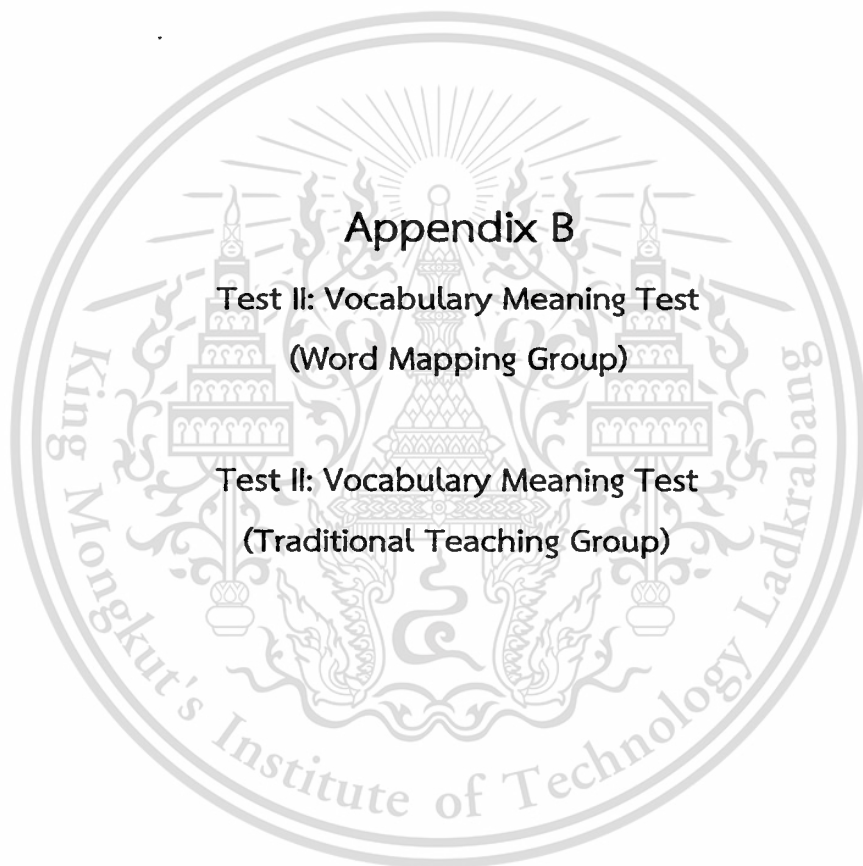 Appendix B
Test II: Vocabulary Meaning Test
(Word Mapping Group)
Test II: Vocabulary Meaning Test
(Traditional Teaching Group)
King Mongkut's Institute of Technology Ladkrabang